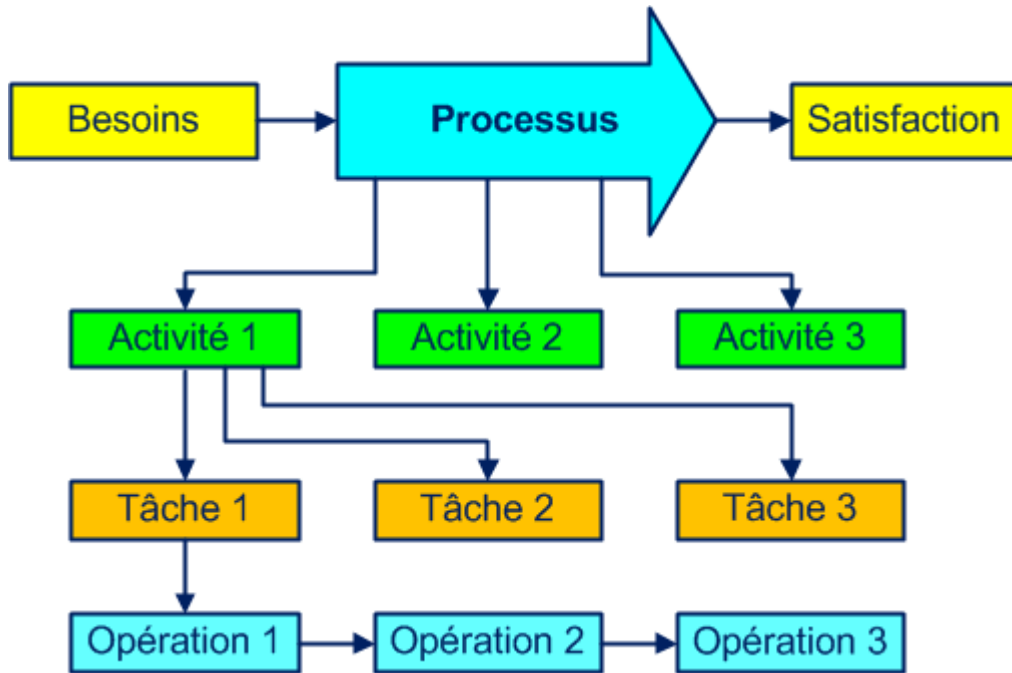 Besoins
Processus
Satisfaction
Activité 1
Activité 2
Activité 3
Tâche 1
Tâche 2
Tâche 3
Opération 1
Opération 2
Opération 3